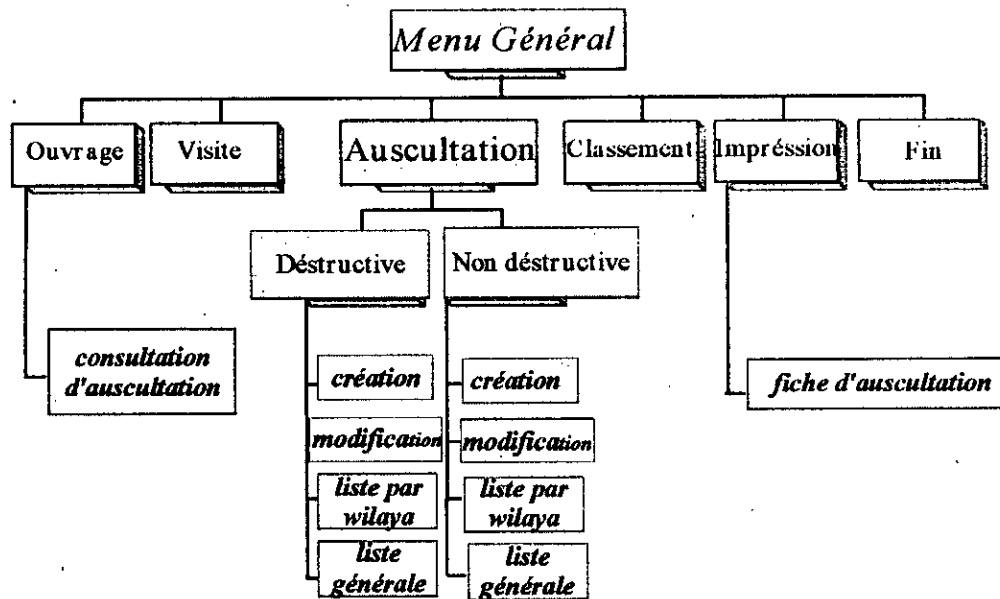 Menu Général
Ouvrage
Visite
Auscultation
Classement
Impréssion
Fin
Déstructive
Non déstructive
consultation
d'auscultation
création
création
fiche d'auscultation
modification
modification
liste par
wilaya
liste par
wilaya
liste
générale
liste
générale